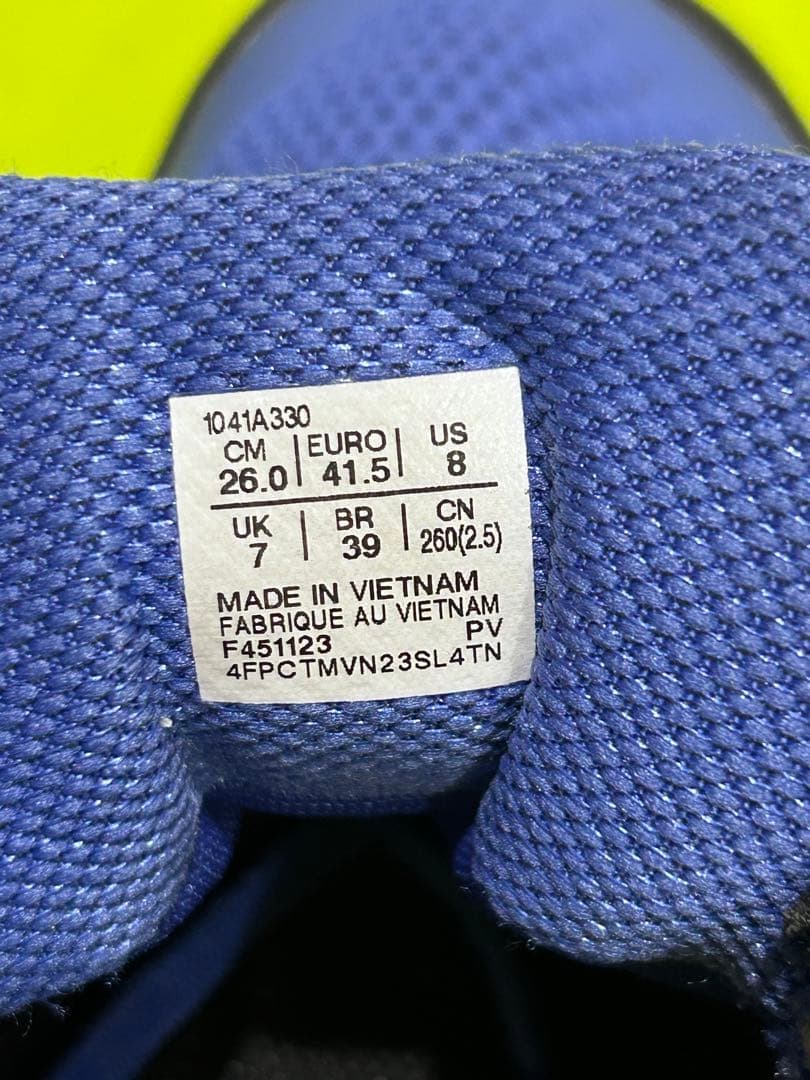 1041A330
CM | EURO | US
26.0 | 41.5 | 8
UK | BR | CN
7 | 39 | 260(2.5)
MADE IN VIETNAM
FABRIQUE AU VIETNAM
F451123 PV
4FPCTMVN23SL4TN